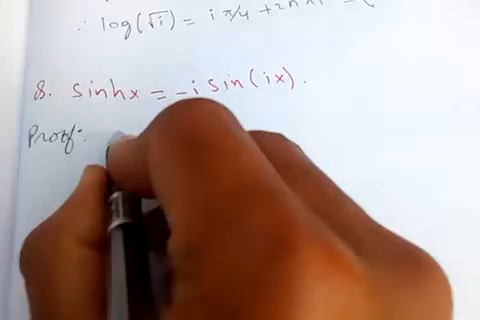 ∴ log(√i) = iπ/4 + 2nπi
8. sinhx = -i sin(ix).
Proof: